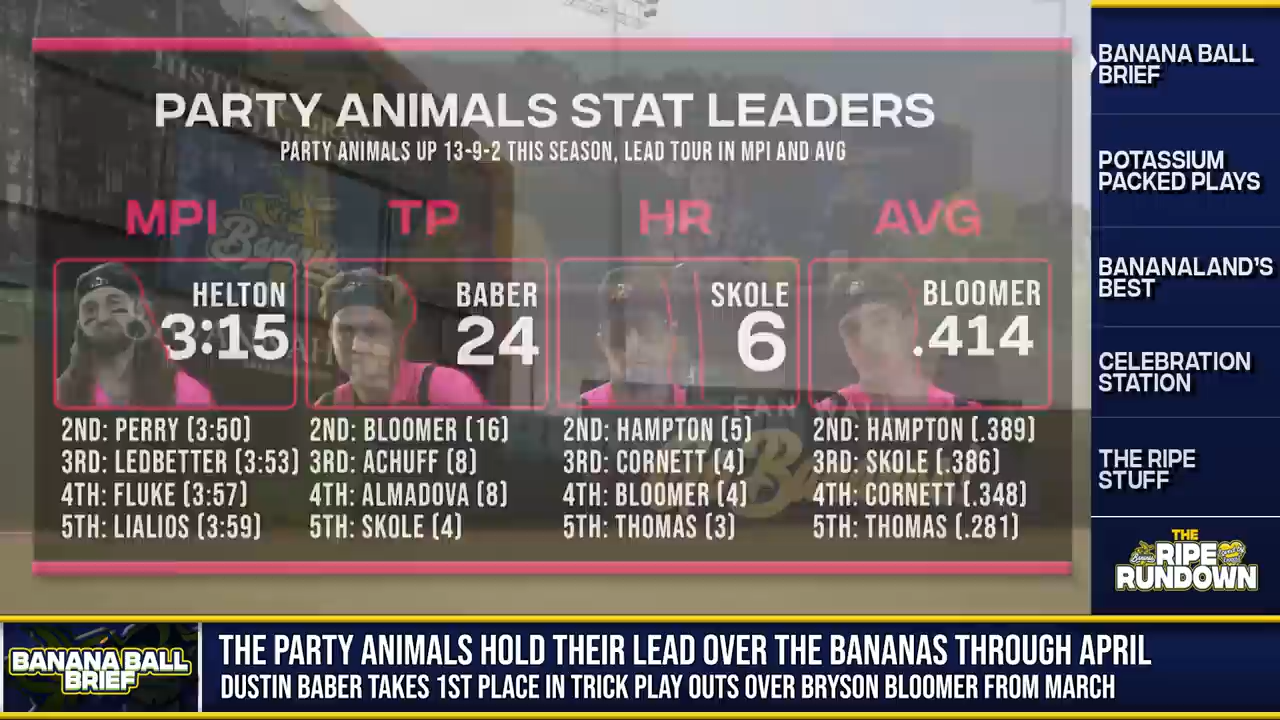 PARTY ANIMALS STAT LEADERS
PARTY ANIMALS UP 13-9-2 THIS SEASON, LEAD TOUR IN MPI AND AVG
MPI
HELTON
3:15
2ND: PERRY (3:50)
3RD: LEDBETTER (3:53)
4TH: FLUKE (3:57)
5TH: LIALIOS (3:59)
TP
BABER
24
2ND: BLOOMER (16)
3RD: ACHUFF (8)
4TH: ALMADOVA (8)
5TH: SKOLE (4)
HR
SKOLE
6
2ND: HAMPTON (5)
3RD: CORNETT (4)
4TH: BLOOMER (4)
5TH: THOMAS (3)
AVG
BLOOMER
.414
2ND: HAMPTON (.389)
3RD: SKOLE (.386)
4TH: CORNETT (.348)
5TH: THOMAS (.281)
BANANA BALL
BRIEF
POTASSIUM
PACKED PLAYS
BANANALAND'S
BEST
CELEBRATION
STATION
THE RIPE
STUFF
THE
RIPE
RUNDOWN
BANANA BALL
BRIEF
THE PARTY ANIMALS HOLD THEIR LEAD OVER THE BANANAS THROUGH APRIL
DUSTIN BABER TAKES 1ST PLACE IN TRICK PLAY OUTS OVER BRYSON BLOOMER FROM MARCH